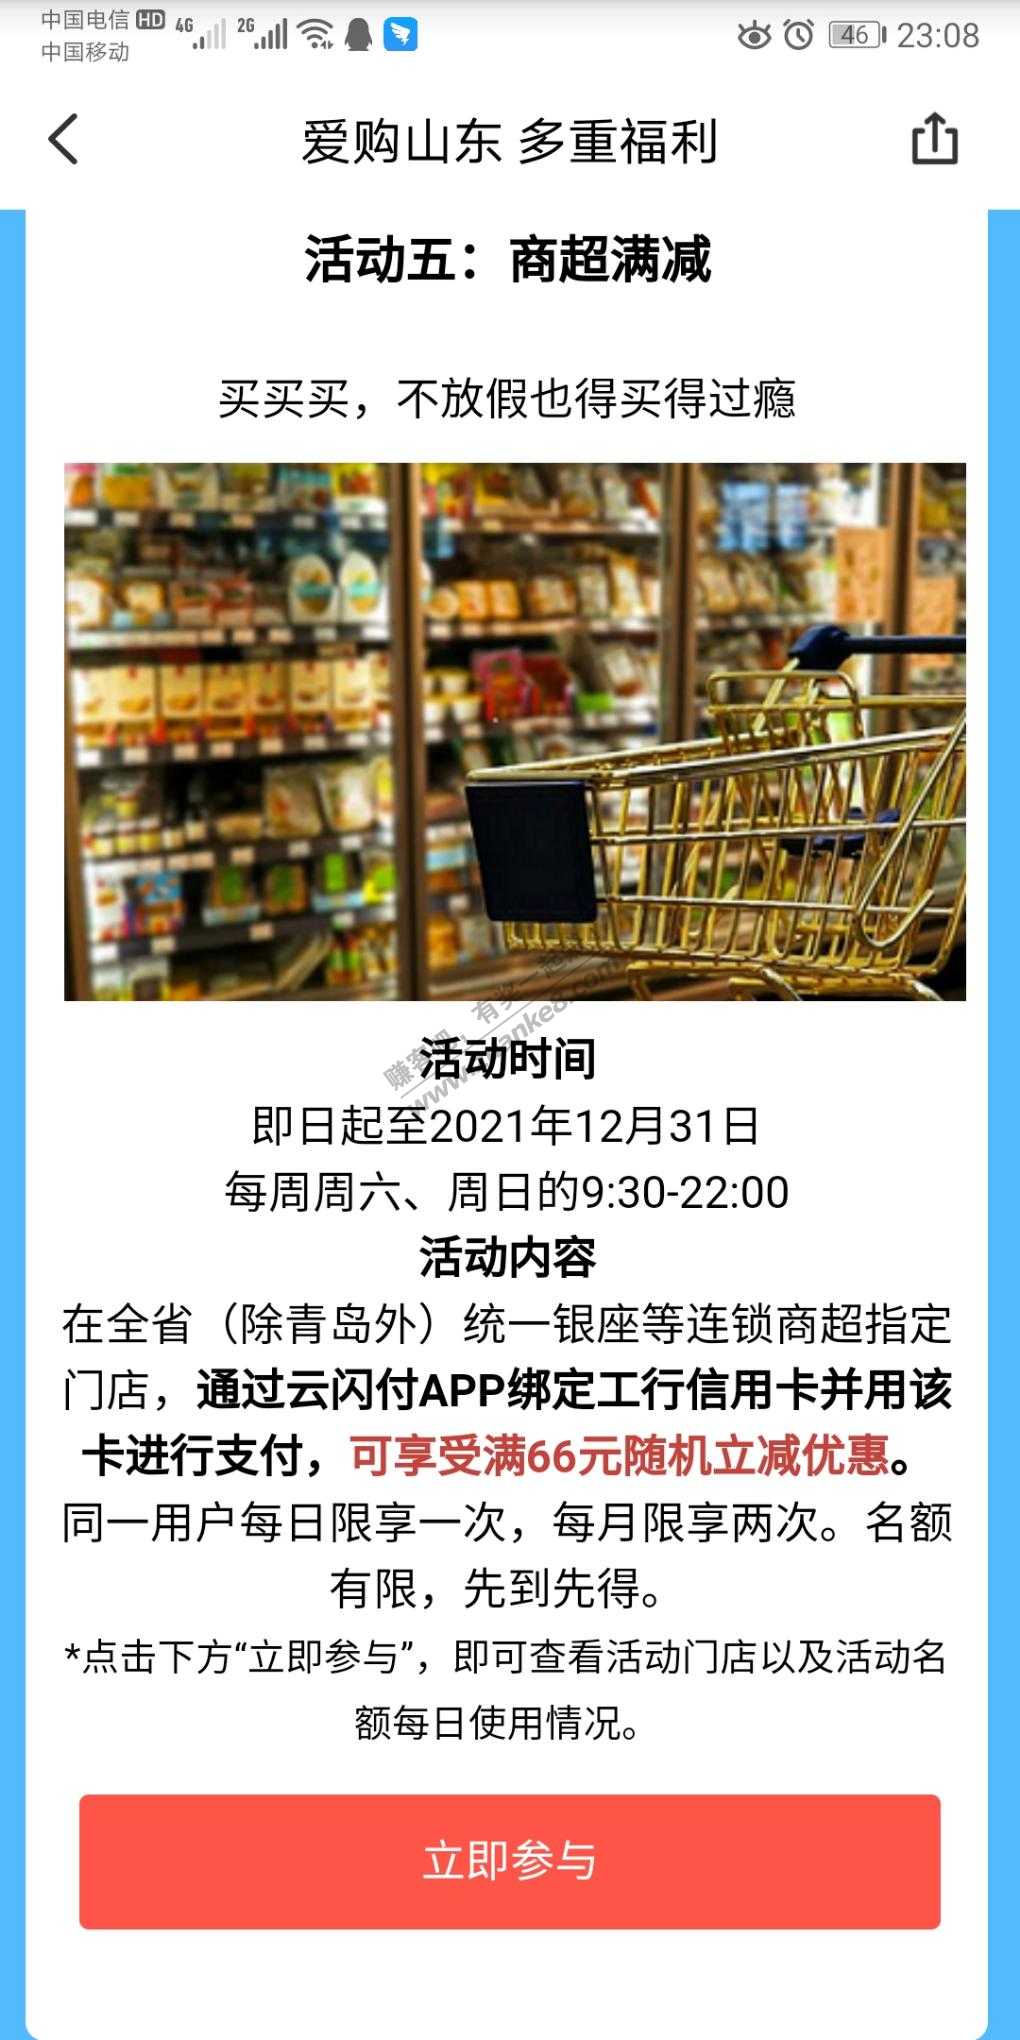 中国电信 HD 4G 2G 46 23:08
中国移动
爱购山东 多重福利
活动五：商超满减
买买买，不放假也得买得过瘾
赚客吧，有奖一起
活动时间
即日起至2021年12月31日
每周周六、周日的9:30-22:00
活动内容
在全省（除青岛外）统一银座等连锁商超指定
门店，通过云闪付APP绑定工行信用卡并用该
卡进行支付，可享受满66元随机立减优惠。
同一用户每日限享一次，每月限享两次。名额
有限，先到先得。
*点击下方“立即参与”，即可查看活动门店以及活动名
额每日使用情况。
立即参与